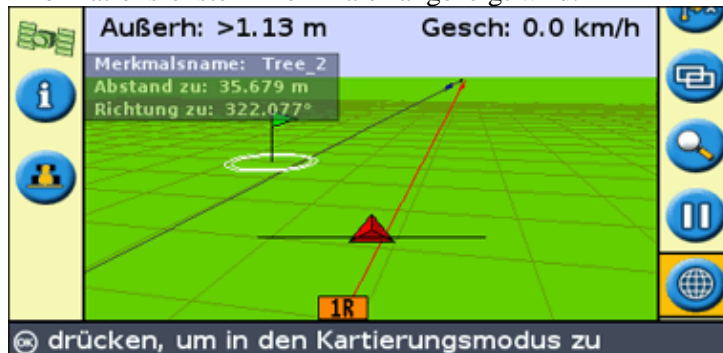 Außerh: >1.13 m Gesch: 0.0 km/h
Merkmalsname: Tree_2
Abstand zu: 35.679 m
Richtung zu: 322.077°
1R
drücken, um in den Kartierungsmodus zu